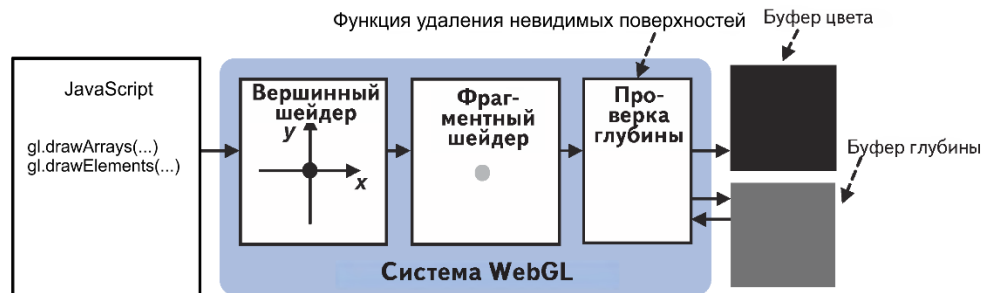 Функция удаления невидимых поверхностей
Буфер цвета
JavaScript
gl.drawArrays(...)
gl.drawElements(...)
Вершинный
шейдер
y
x
Фраг-
ментный
шейдер
Про-
верка
глубины
Буфер глубины
Система WebGL